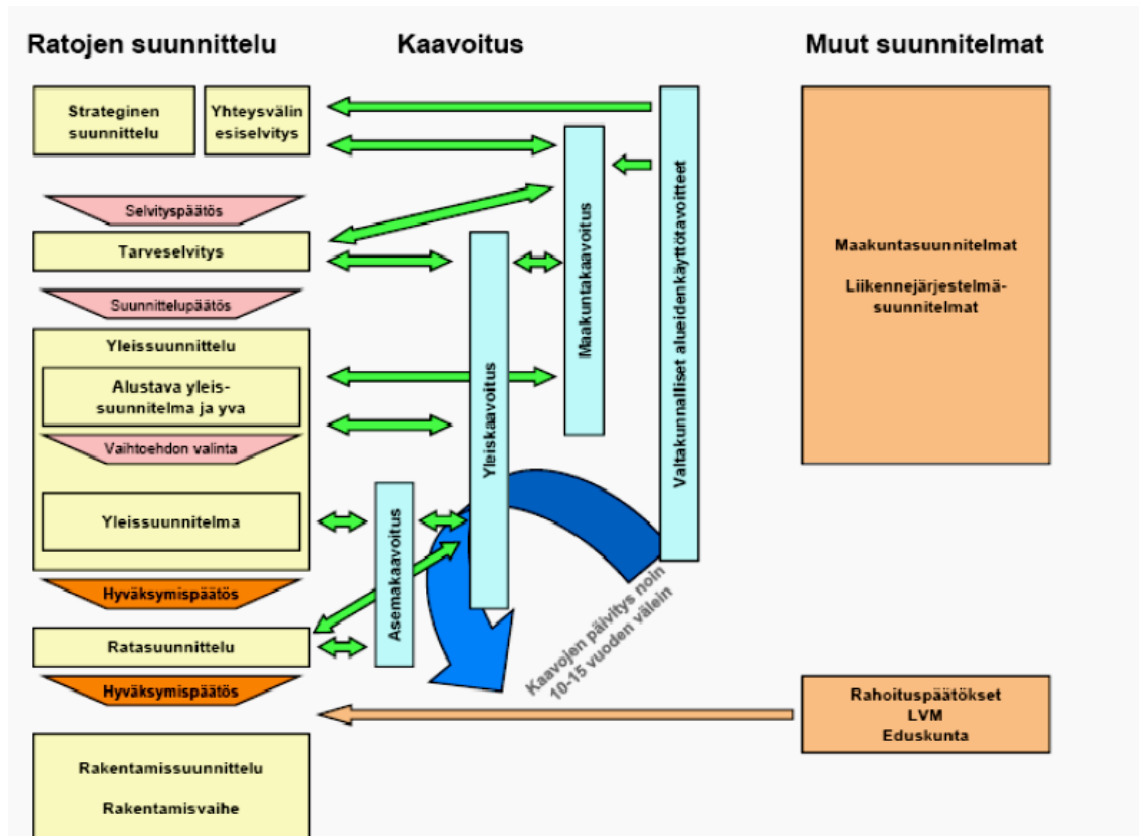 Ratojen suunnittelu
Kaavoitus
Muut suunnitelmat
Strateginen
suunnittelu
Yhteysvälin
esiselvitys
Selvityspäätös
Tarveselvitys
Suunnittelupäätös
Yleissuunnittelu
Alustava yleis-
suunnitelma ja yva
Vaihtoehdon valinta
Yleissuunnitelma
Hyväksymispäätös
Ratasuunnittelu
Hyväksymispäätös
Rakentamissuunnittelu
Rakentamisvaihe
Asemakaavoitus
Yleiskaavoitus
Maakuntakaavoitus
Valtakunnalliset alueidenkäyttötavoitteet
Kaavojen päivitys noin
10-15 vuoden välein
Maakuntasuunnitelmat
Liikennejärjestelmä-
suunnitelmat
Rahoituspäätökset
LVM
Eduskunta